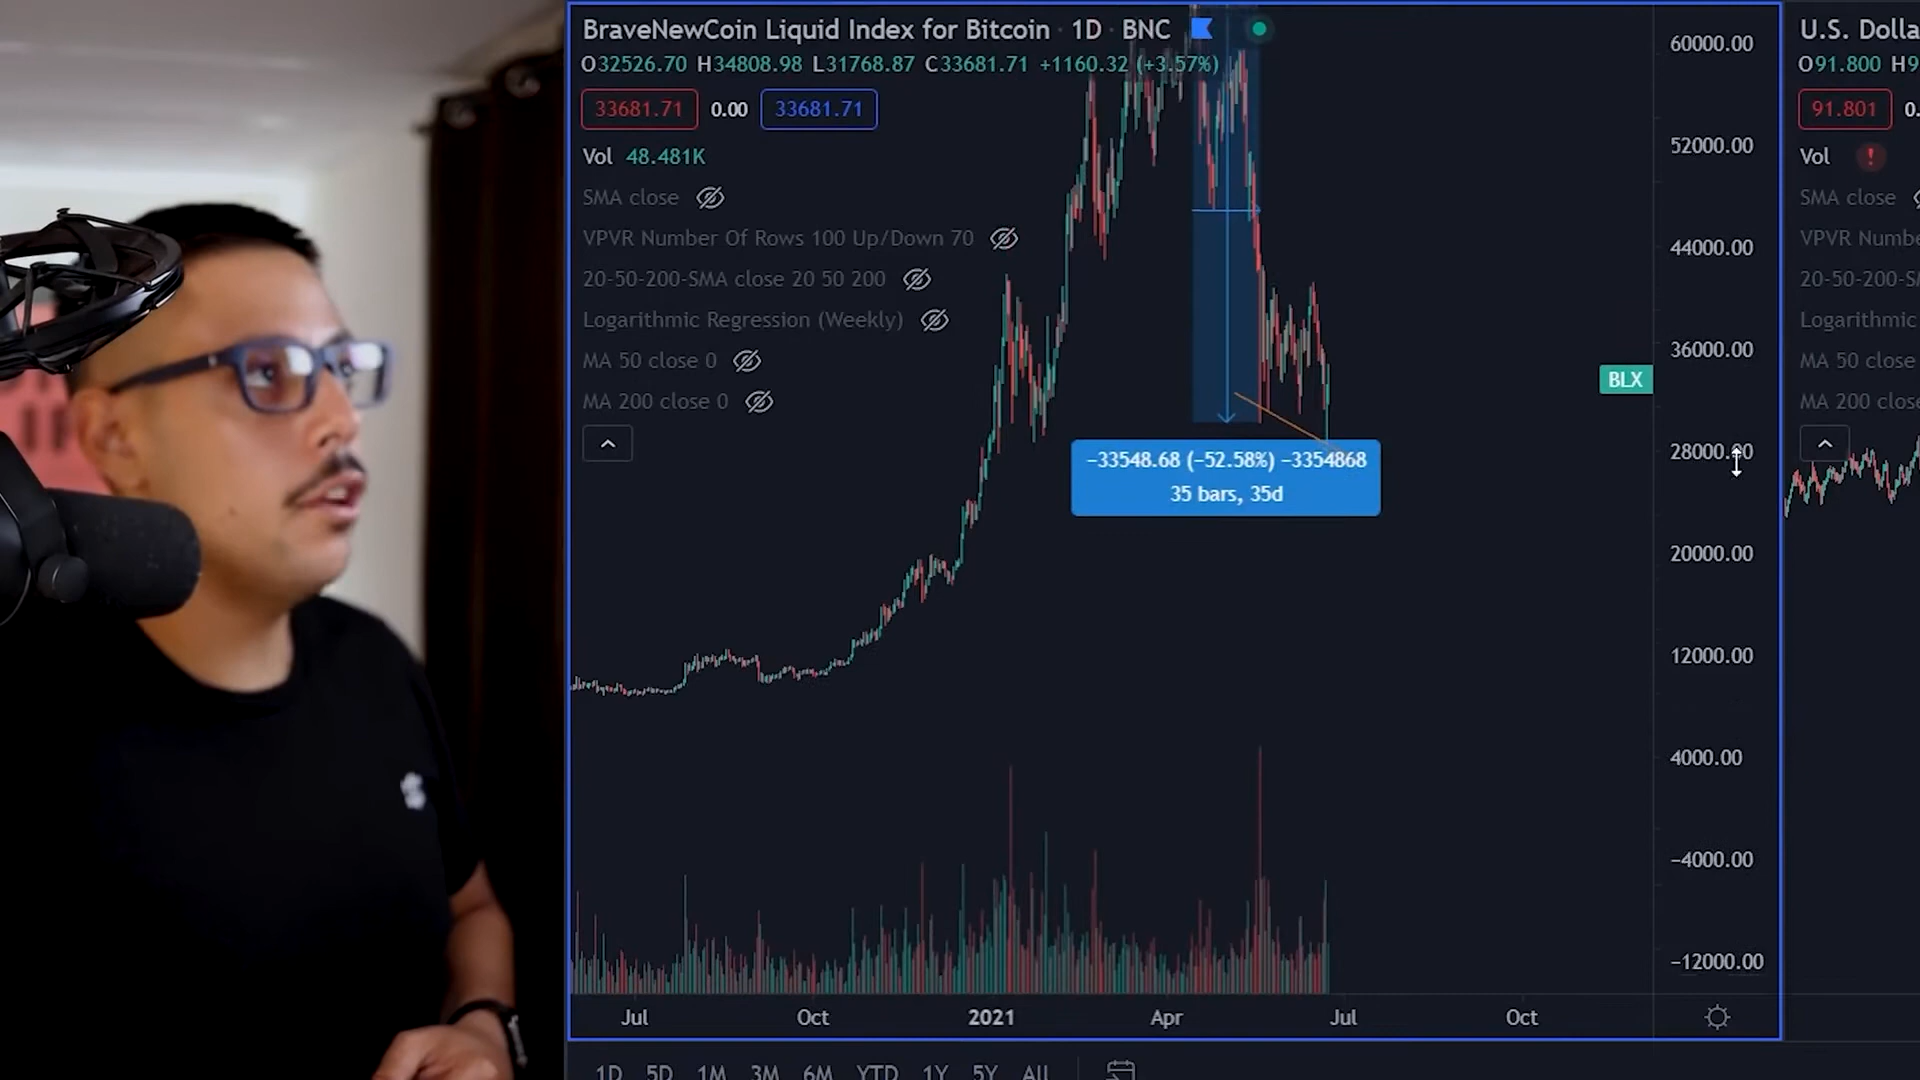 BraveNewCoin Liquid Index for Bitcoin · 1D · BNC
O32526.70 H34808.98 L31768.87 C33681.71 +1160.32 (+3.57%)
33681.71 0.00 33681.71
Vol 48.481K
SMA close
VPVR Number Of Rows 100 Up/Down 70
20-50-200-SMA close 20 50 200
Logarithmic Regression (Weekly)
MA 50 close 0
MA 200 close 0
−33548.68 (−52.58%) −3354868
35 bars, 35d
60000.00
52000.00
44000.00
36000.00
BLX
28000.00
20000.00
12000.00
4000.00
−4000.00
−12000.00
Jul Oct 2021 Apr Jul Oct
1D 5D 1M 3M 6M YTD 1Y 5Y All
U.S. Dolla
O91.800 H9
91.801 0.
Vol !
SMA close
VPVR Numbe
20-50-200-S
Logarithmic
MA 50 close
MA 200 close